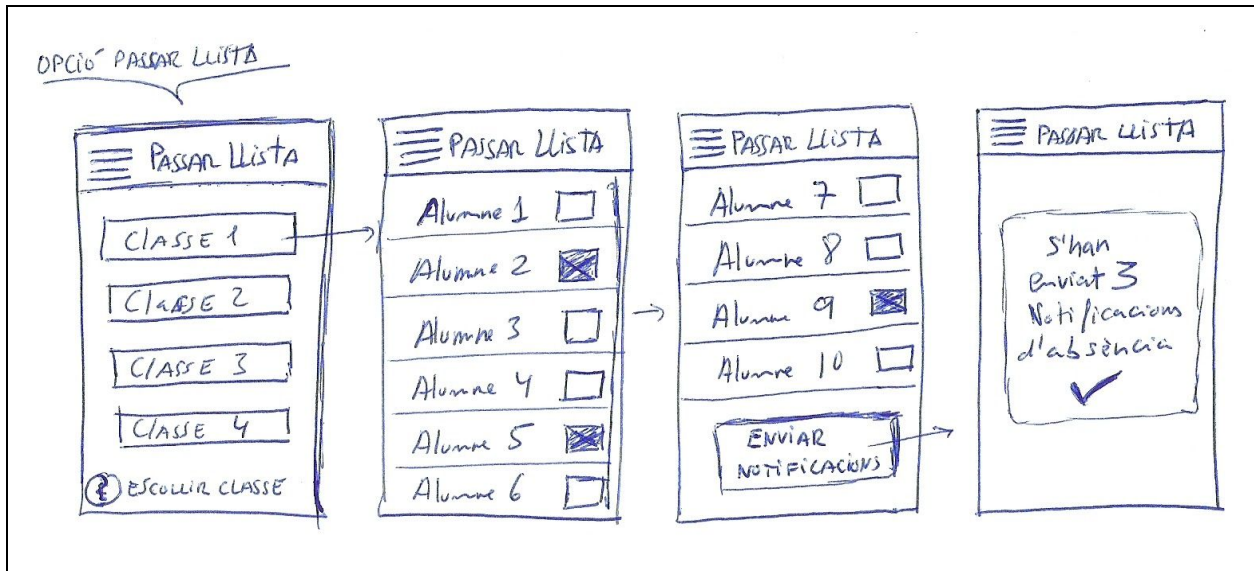 OPCIÓ PASSAR LLISTA
PASSAR LLISTA
CLASSE 1
CLASSE 2
CLASSE 3
CLASSE 4
ESCOLLIR CLASSE
PASSAR LLISTA
Alumne 1
Alumne 2
Alumne 3
Alumne 4
Alumne 5
Alumne 6
PASSAR LLISTA
Alumne 7
Alumne 8
Alumne 9
Alumne 10
ENVIAR
NOTIFICACIONS
PASSAR LLISTA
S'han
enviat 3
Notificacions
d'absència